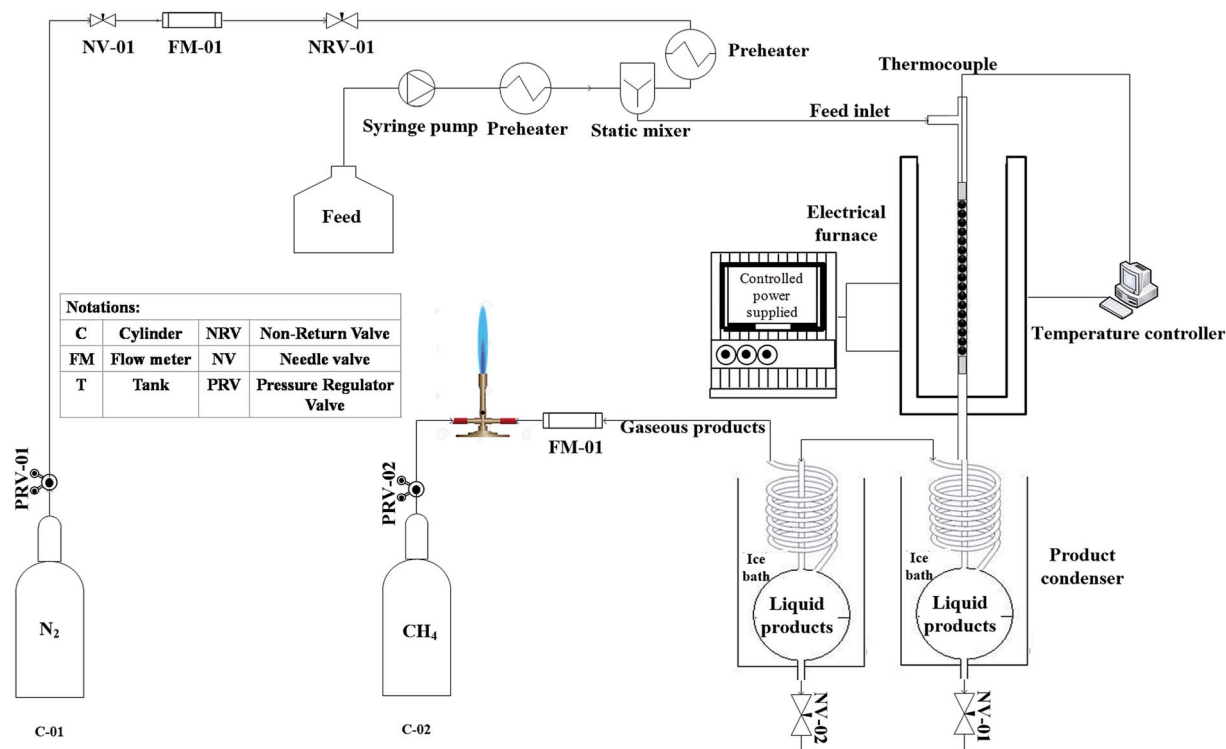 NV-01
FM-01
NRV-01
Preheater
Thermocouple
Syringe pump
Preheater
Static mixer
Feed inlet
Feed
Electrical
furnace
Controlled
power
supplied
Temperature controller
Notations:
C Cylinder NRV Non-Return Valve
FM Flow meter NV Needle valve
T Tank PRV Pressure Regulator
Valve
FM-01
Gaseous products
PRV-01
PRV-02
Ice
bath
Ice
bath
Product
condenser
Liquid
products
Liquid
products
N₂
CH₄
NV-02
NV-01
C-01
C-02